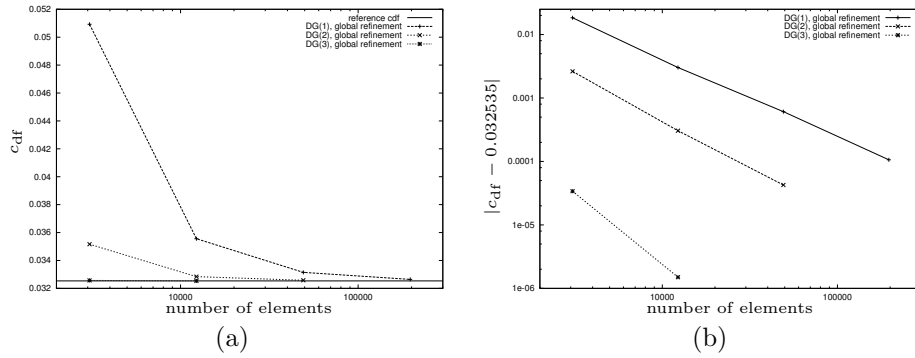 0.052
0.05
0.048
0.046
0.044
0.042
0.04
0.038
0.036
0.034
0.032
c_df
reference cdf
DG(1), global refinement
DG(2), global refinement
DG(3), global refinement
10000
100000
number of elements
(a)
0.01
0.001
0.0001
1e-05
1e-06
|c_df − 0.032535|
DG(1), global refinement
DG(2), global refinement
DG(3), global refinement
10000
100000
number of elements
(b)